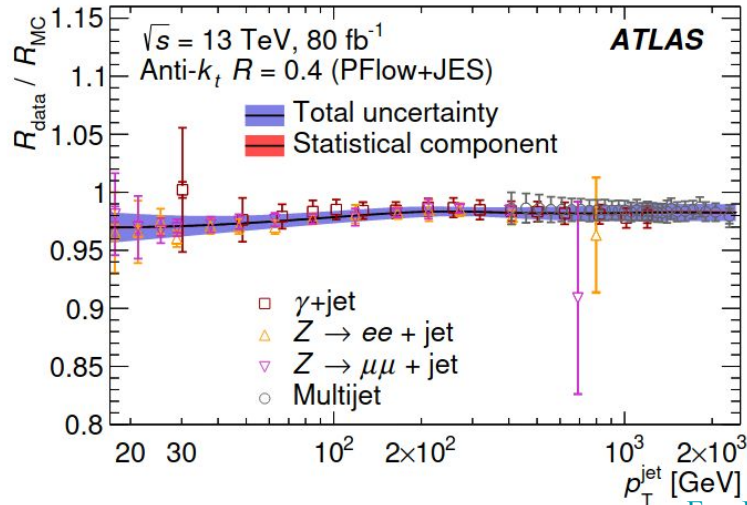 √s = 13 TeV, 80 fb⁻¹
ATLAS
Anti-kₜ R = 0.4 (PFlow+JES)
Total uncertainty
Statistical component
γ+jet
Z → ee + jet
Z → μμ + jet
Multijet
R_data / R_MC
1.15
1.1
1.05
1
0.95
0.9
0.85
0.8
20 30 10² 2×10² 10³ 2×10³
p_T^jet [GeV]